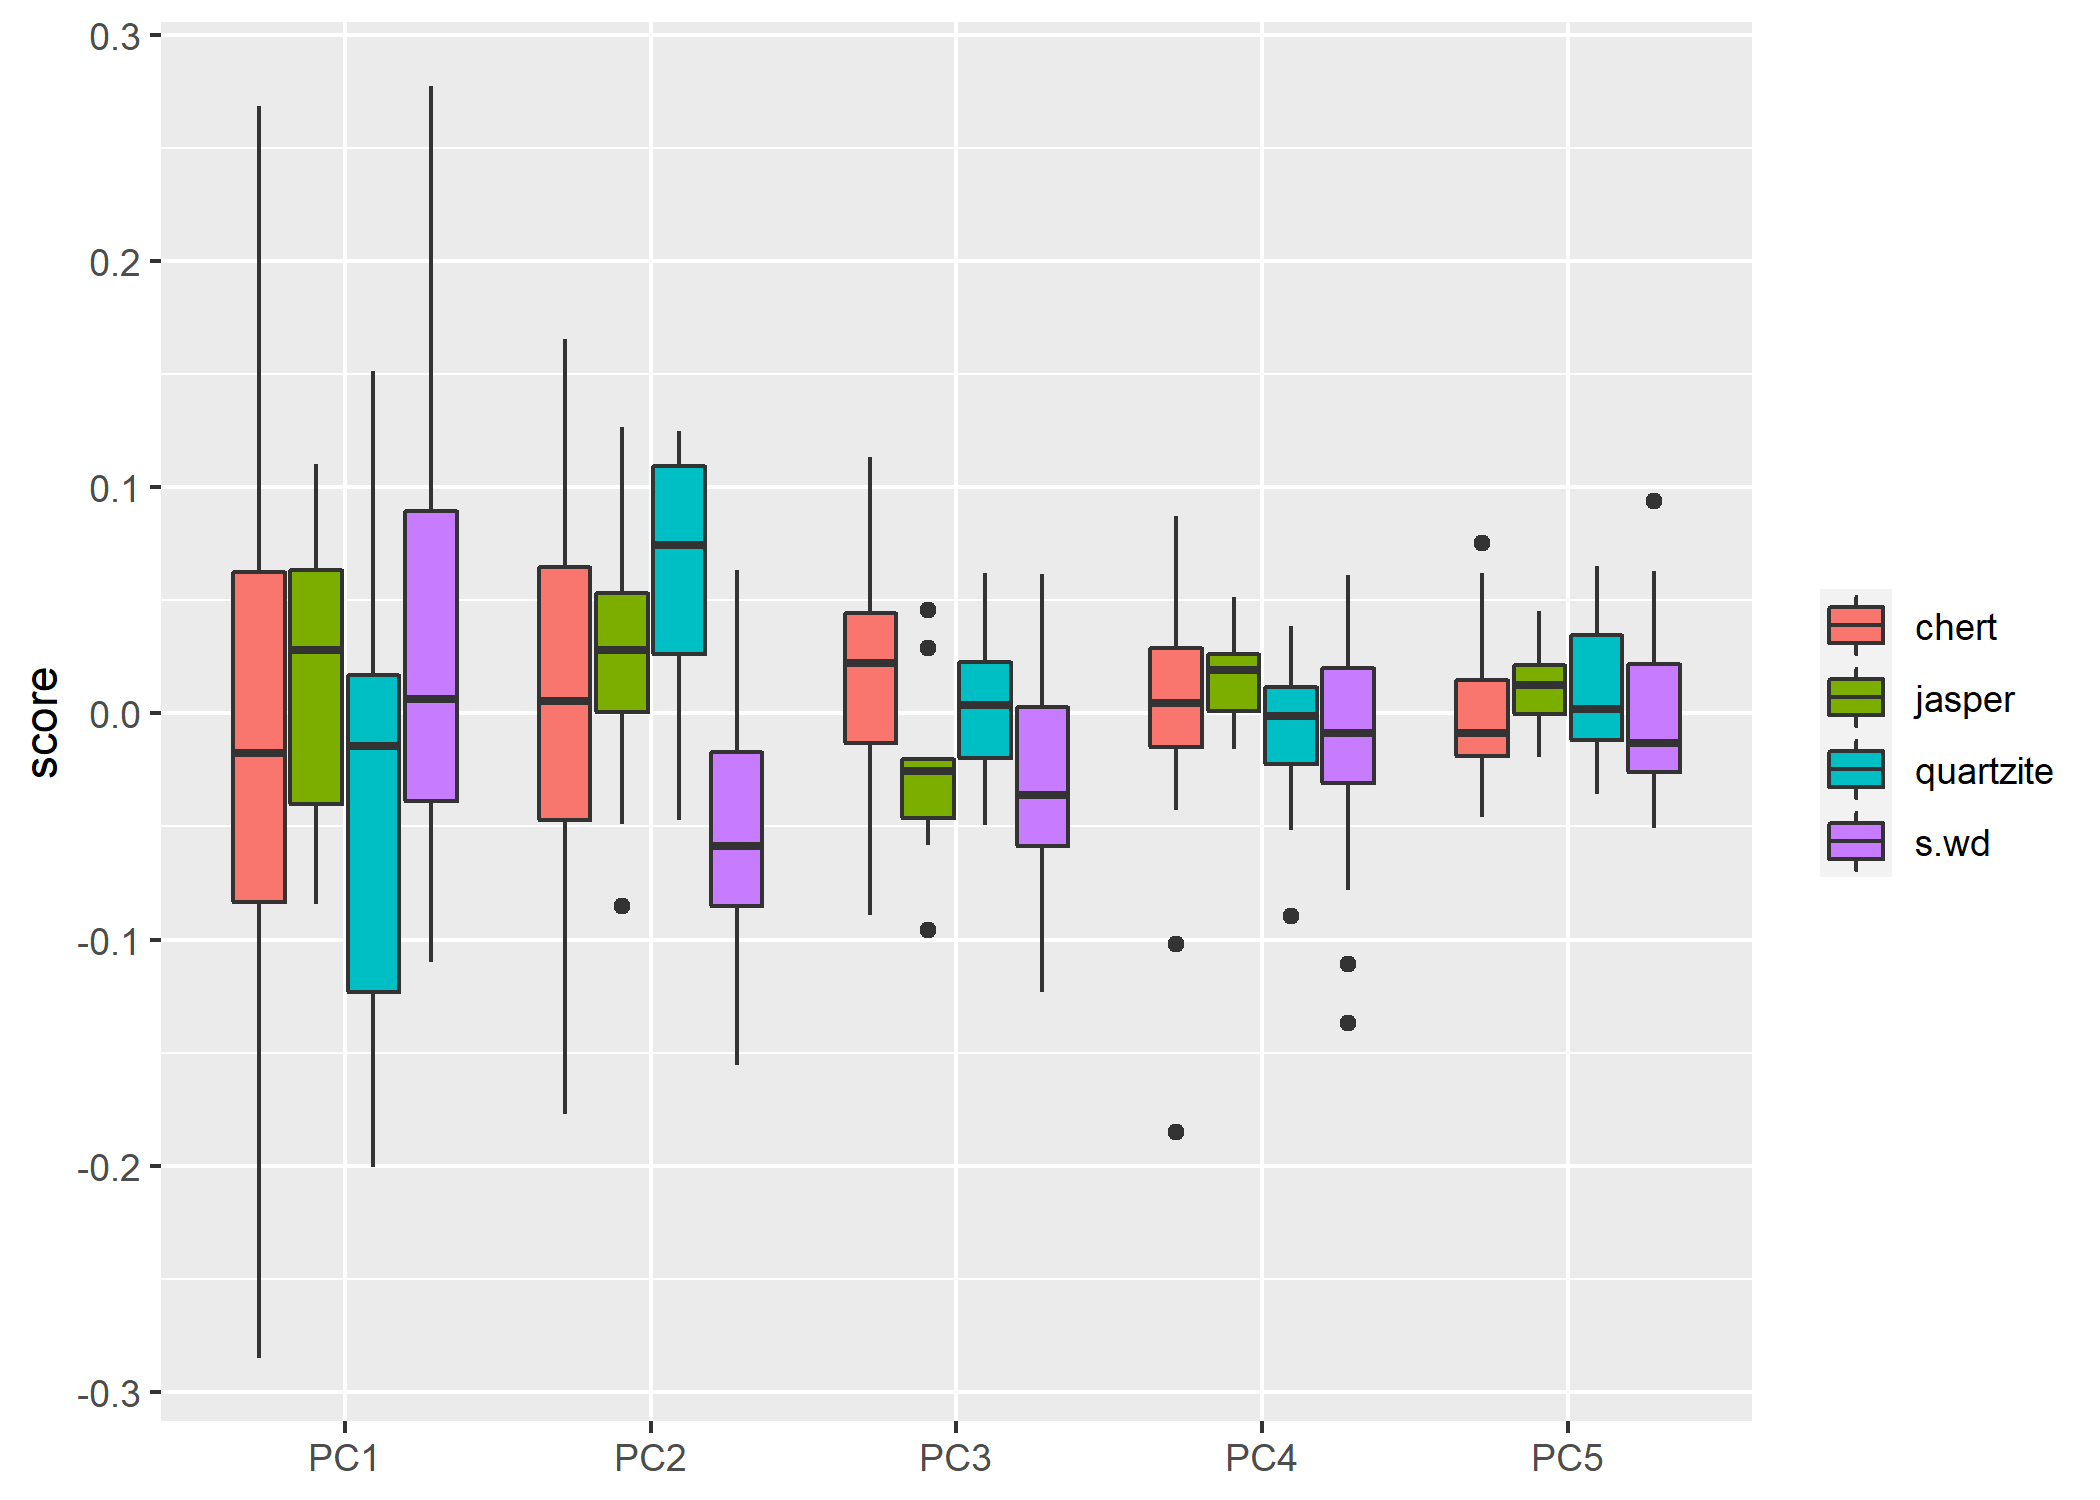 score
0.3
0.2
0.1
0.0
-0.1
-0.2
-0.3
PC1
PC2
PC3
PC4
PC5
chert
jasper
quartzite
s.wd